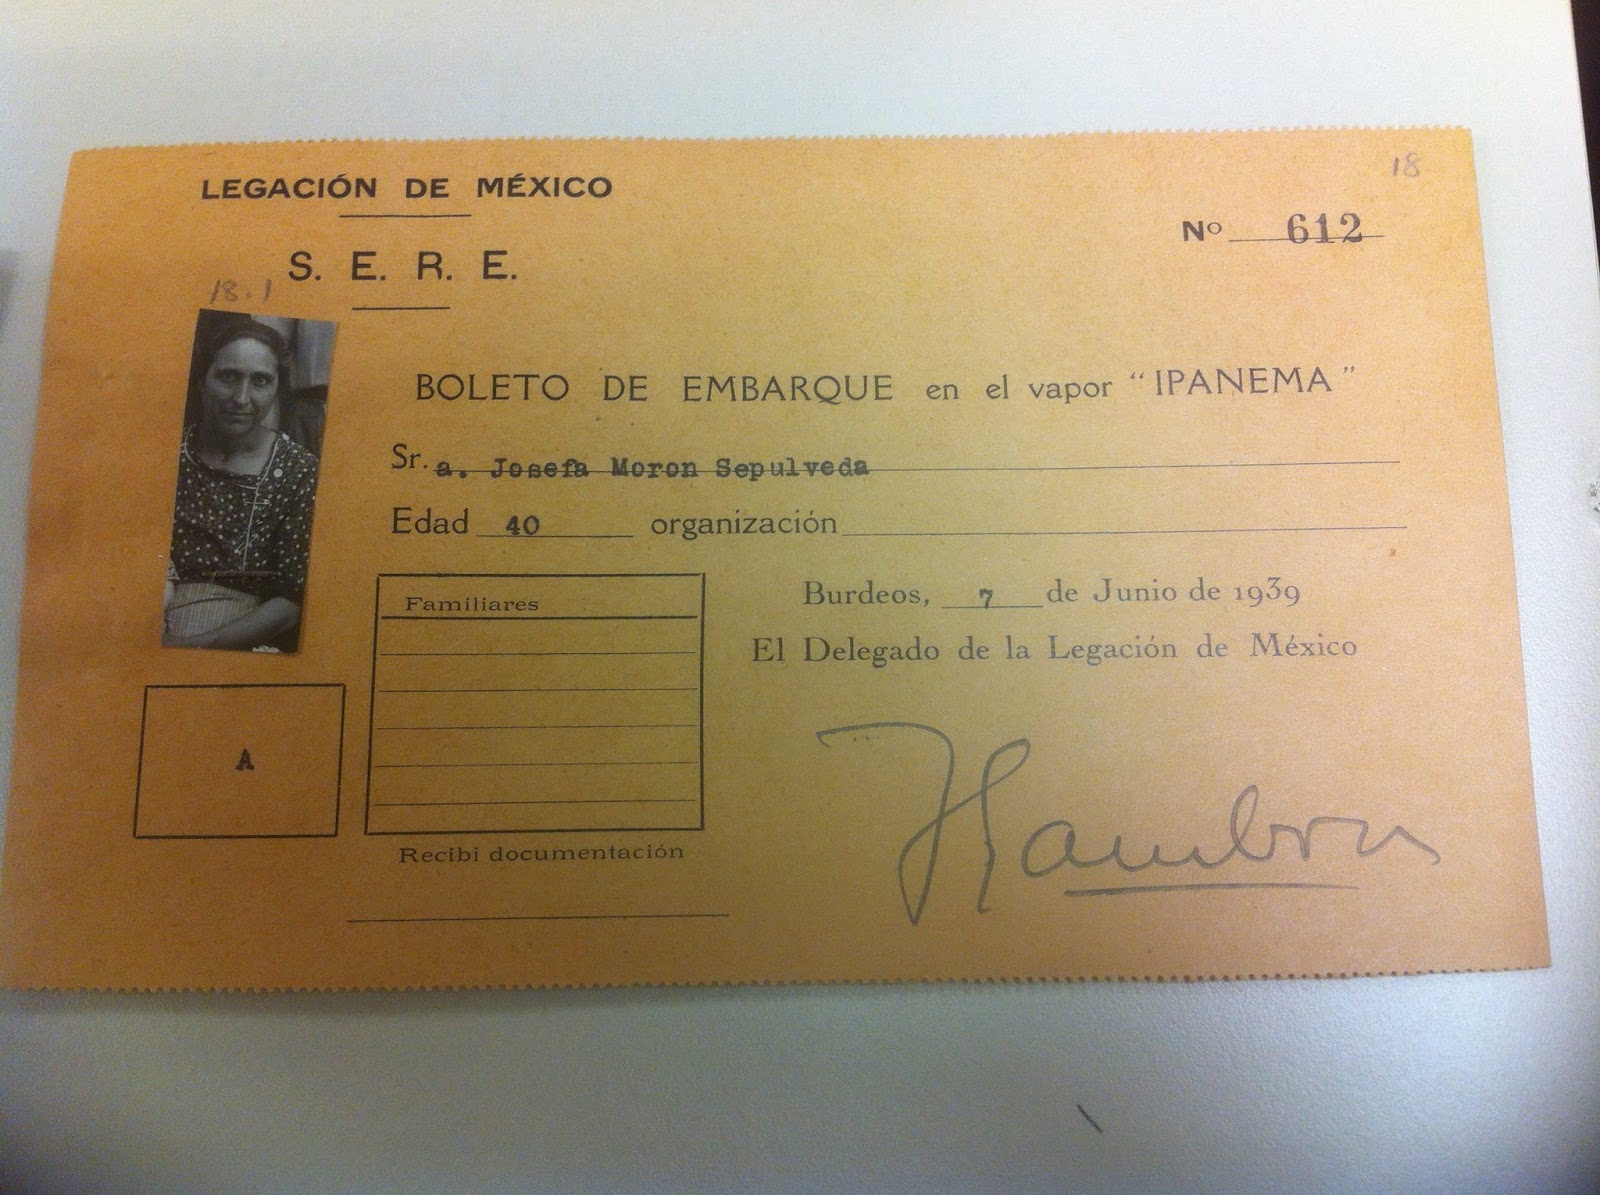 18
LEGACIÓN DE MÉXICO
Nº 612
S. E. R. E.
18.1
BOLETO DE EMBARQUE en el vapor "IPANEMA"
Sr. a. Josefa Moron Sepulveda
Edad 40 organización
Familiares
Burdeos, 7 de Junio de 1939
El Delegado de la Legación de México
A
Recibi documentación